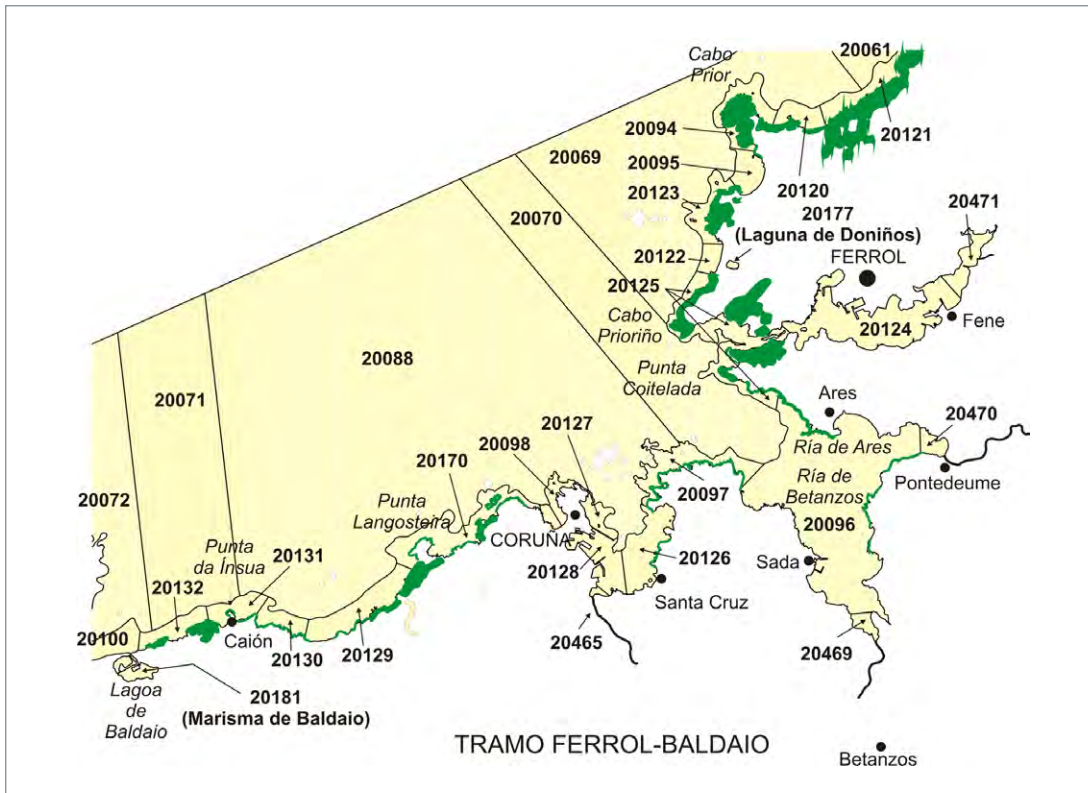 Cabo
Prior
20061
20094
20121
20069
20095
20123
20120
20070
20177
(Laguna de Doniños)
20471
FERROL
20122
20125
Cabo
Prioriño
20124
Fene
Punta
Coitelada
20088
20071
Ares
20127
20098
20470
Ría de Ares
20170
Ría de
Betanzos
20097
Pontedeume
20072
Punta
Langosteira
20096
CORUÑA
Punta
da Ínsua
20131
20126
Sada
20132
20128
Santa Cruz
20100
Caión
20465
20130
20129
20469
20181
(Marisma de Baldaio)
Lagoa
de
Baldaio
TRAMO FERROL-BALDAIO
Betanzos